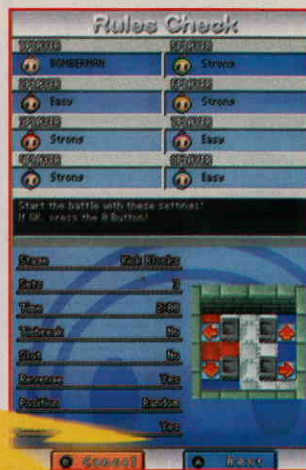 Rules Check
BOMBERMAN
Strong
Easy
Strong
Strong
Easy
Strong
Easy
Start the battle with these settings!
If OK, press the A Button!
Stage Kick Blocks
Sets 3
Time 2:00
Tiebreak No
Slot No
Revenge Yes
Position Random
Yes
B Cancel
A Next